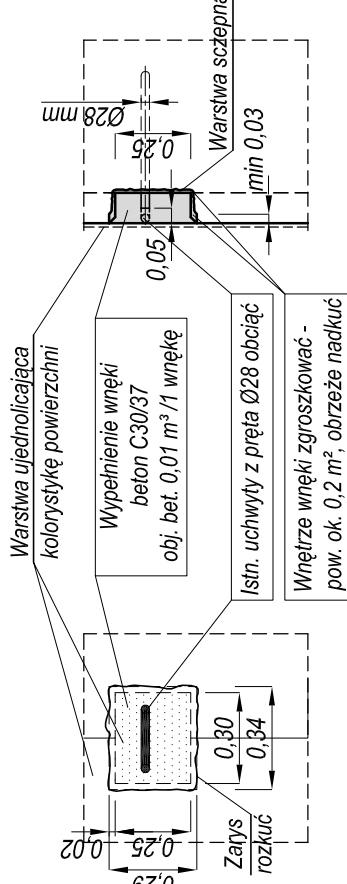 Warstwa ujednolicająca
kolorystykę powierzchni
Wypełnienie wnęki
beton C30/37
obj. bet. 0,01 m³/1 wnękę
Istn. uchwyty z pręta Ø28 obciąć
Wnętrze wnęki zgroszkować -
pow. ok. 0,2 m², obrzeże nadkuć
Warstwa sczepna
Ø28 mm
0,25
0,05
min 0,03
0,02
0,25
0,29
0,30
0,34
Zarys
rozkuć